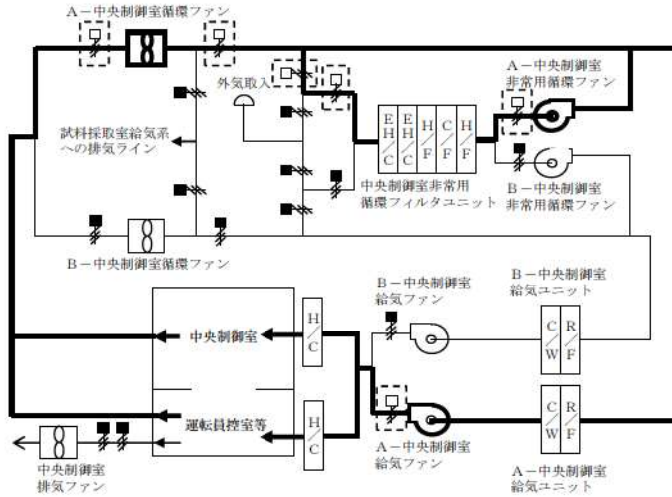 A－中央制御室循環ファン
外気取入
A－中央制御室
非常用循環ファン
試料採取室給気系
への排気ライン
E
H
／
C
E
H
／
C
H
／
F
C
／
F
H
／
F
中央制御室非常用
循環フィルタユニット
B－中央制御室
非常用循環ファン
B－中央制御室循環ファン
B－中央制御室
給気ファン
B－中央制御室
給気ユニット
中央制御室
H
／
C
C
／
W
R
／
F
運転員控室等
H
／
C
C
／
W
R
／
F
中央制御室
排気ファン
A－中央制御室
給気ファン
A－中央制御室
給気ユニット